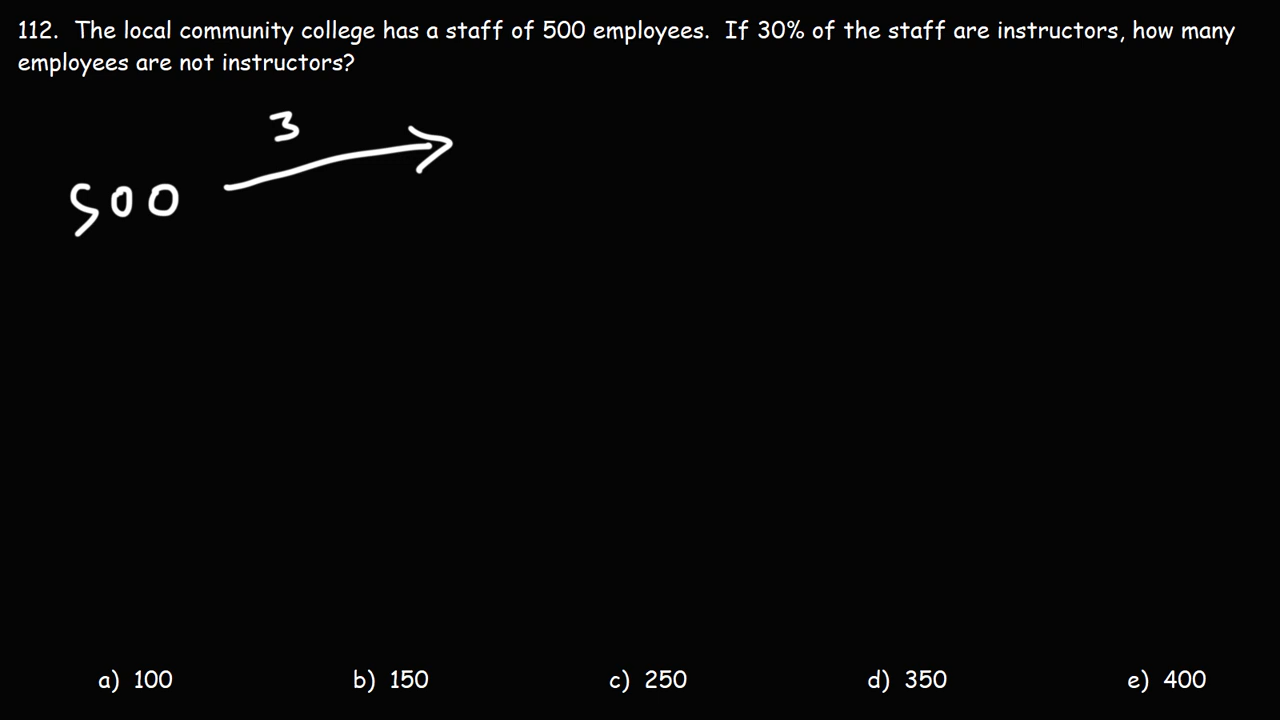 112.  The local community college has a staff of 500 employees.  If 30% of the staff are instructors, how many
employees are not instructors?
3
500
a)  100  b)  150  c)  250  d)  350  e)  400